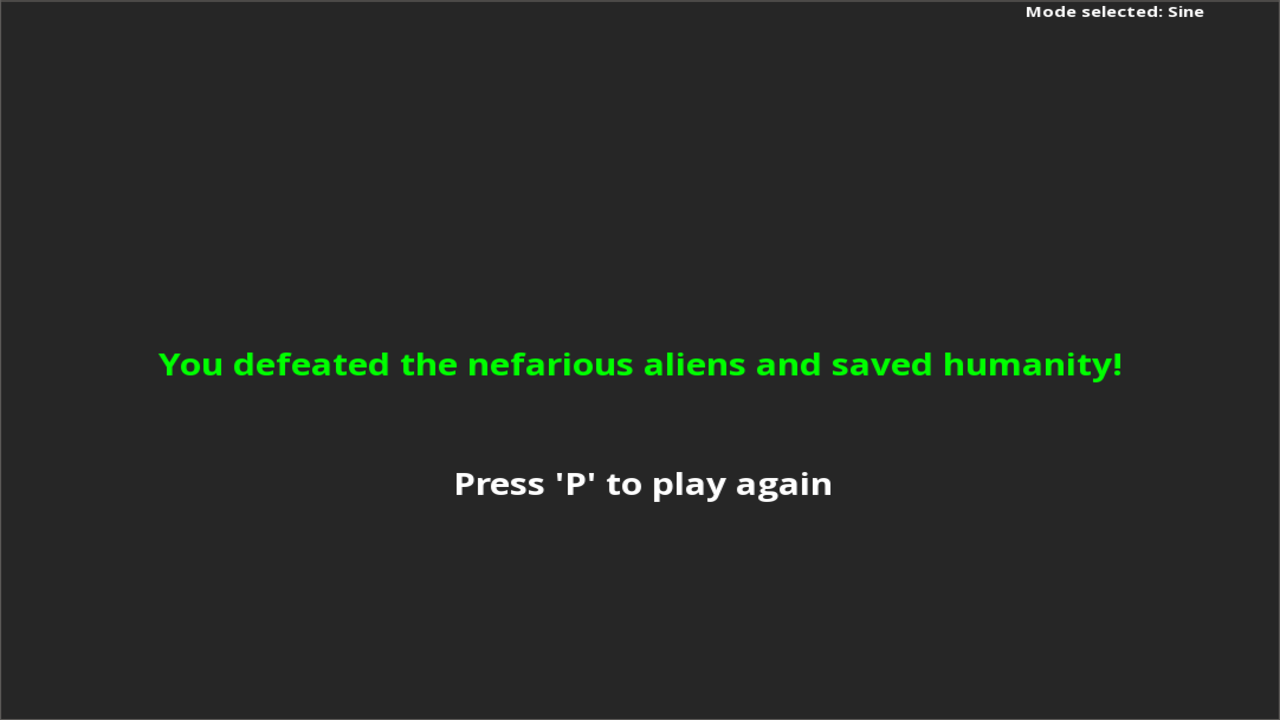 Mode selected: Sine
You defeated the nefarious aliens and saved humanity!
Press 'P' to play again